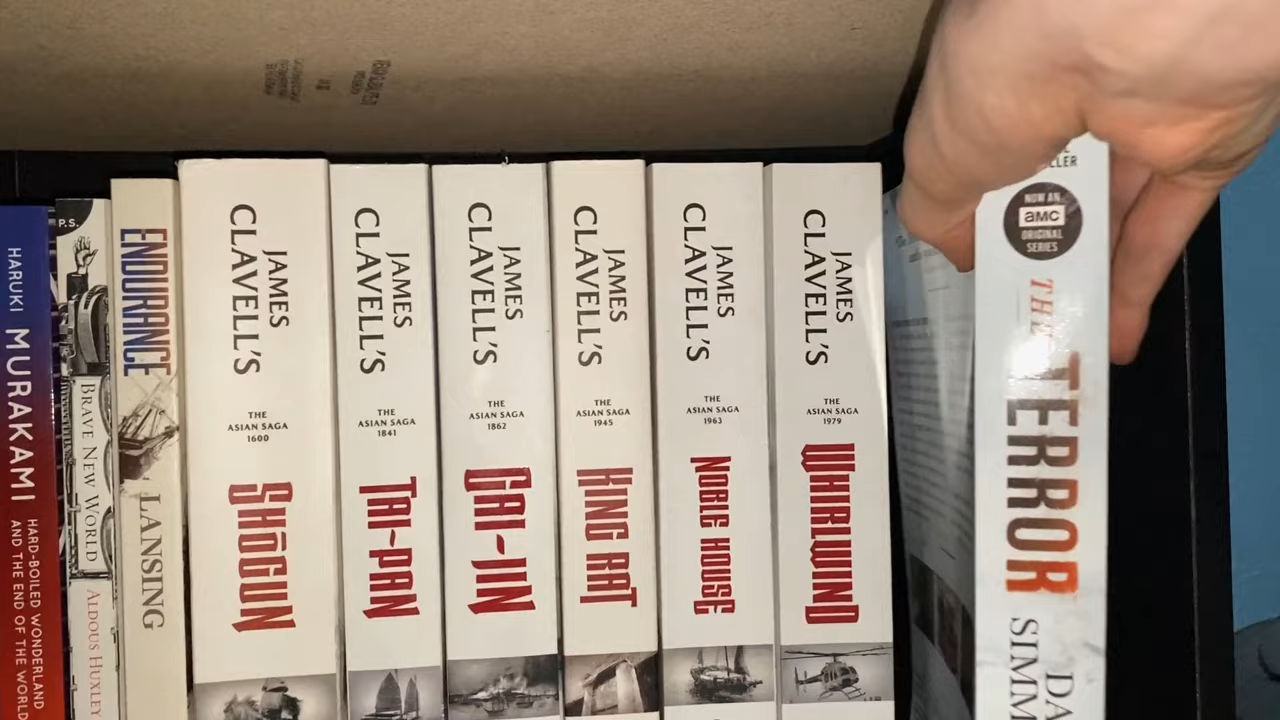 HARUKI MURAKAMI
HARD-BOILED WONDERLAND
AND THE END OF THE WORLD
P.S.
BRAVE NEW WORLD
ALDOUS HUXLEY
ENDURANCE
LANSING
JAMES
CLAVELL'S
THE
ASIAN SAGA
1600
SHŌGUN
JAMES
CLAVELL'S
THE
ASIAN SAGA
1841
TAI-PAN
JAMES
CLAVELL'S
THE
ASIAN SAGA
1862
GAI-JIN
JAMES
CLAVELL'S
THE
ASIAN SAGA
1945
KING RAT
JAMES
CLAVELL'S
THE
ASIAN SAGA
1963
NOBLE HOUSE
JAMES
CLAVELL'S
THE
ASIAN SAGA
1979
WHIRLWIND
LLER
NOW AN
aMC
ORIGINAL
SERIES
THE
TERROR
DA
SIMM